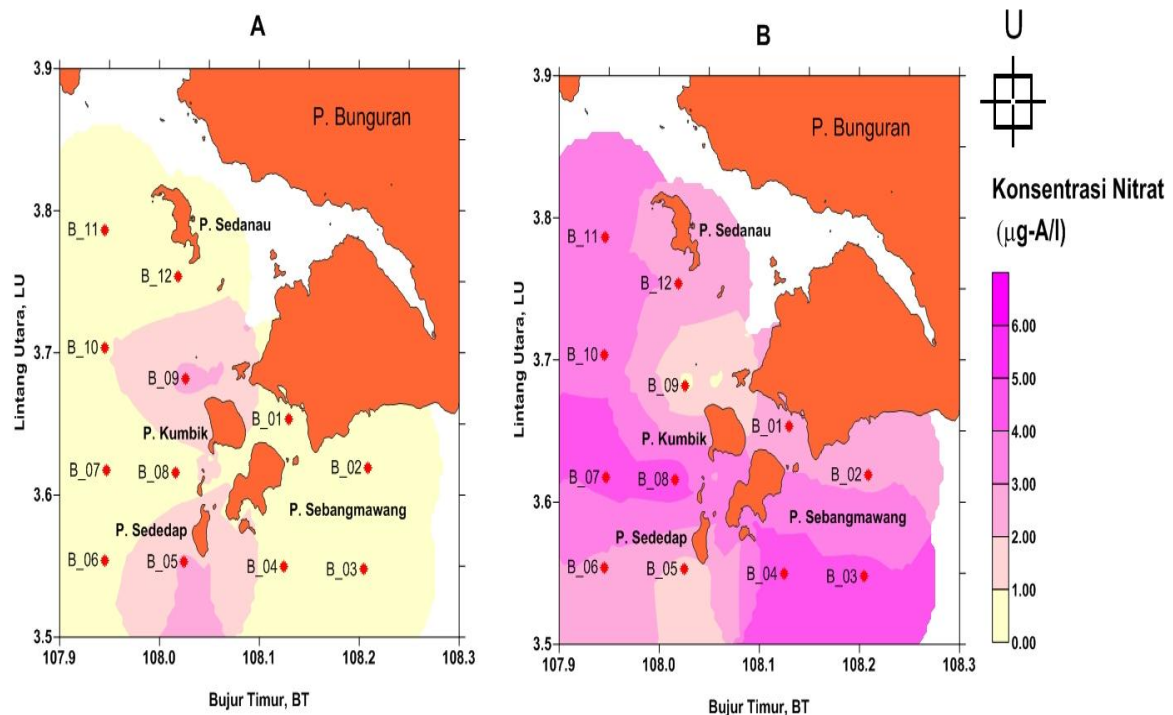 A
3.9
3.8
3.7
3.6
3.5
Lintang Utara, LU
P. Bunguran
B_11
P. Sedanau
B_12
B_10
B_09
B_01
P. Kumbik
B_07
B_08
B_02
P. Sebangmawang
P. Sededap
B_06
B_05
B_04
B_03
107.9
108.0
108.1
108.2
108.3
Bujur Timur, BT
B
3.9
3.8
3.7
3.6
3.5
Lintang Utara, LU
P. Bunguran
B_11
P. Sedanau
B_12
B_10
B_09
B_01
P. Kumbik
B_07
B_08
B_02
P. Sebangmawang
P. Sededap
B_06
B_05
B_04
B_03
107.9
108.0
108.1
108.2
108.3
Bujur Timur, BT
U
Konsentrasi Nitrat
(μg-A/l)
6.00
5.00
4.00
3.00
2.00
1.00
0.00